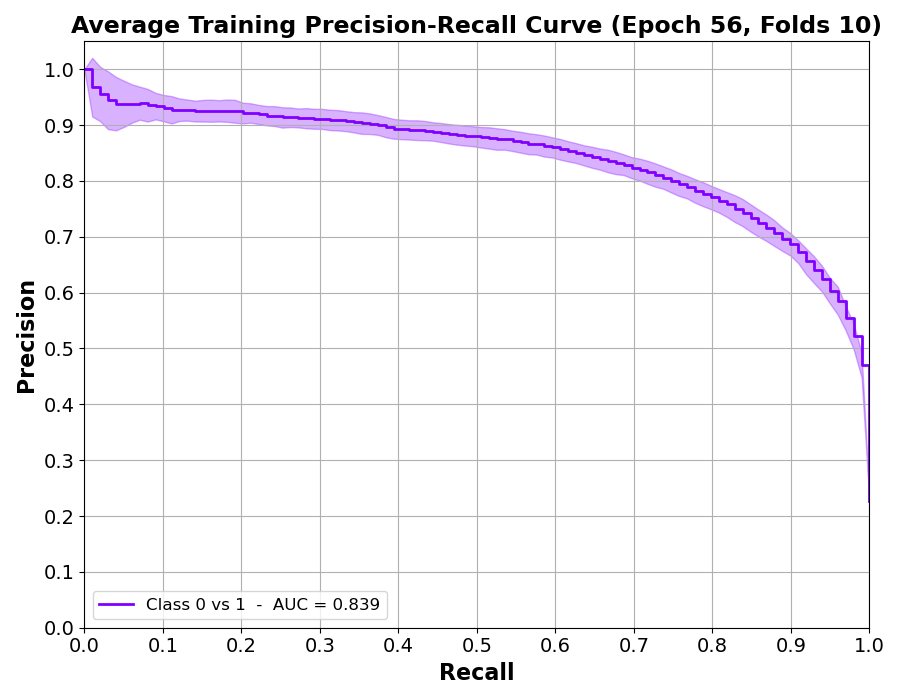 Average Training Precision-Recall Curve (Epoch 56, Folds 10)
Precision
1.0
0.9
0.8
0.7
0.6
0.5
0.4
0.3
0.2
0.1
0.0
Class 0 vs 1  -  AUC = 0.839
0.0 0.1 0.2 0.3 0.4 0.5 0.6 0.7 0.8 0.9 1.0
Recall